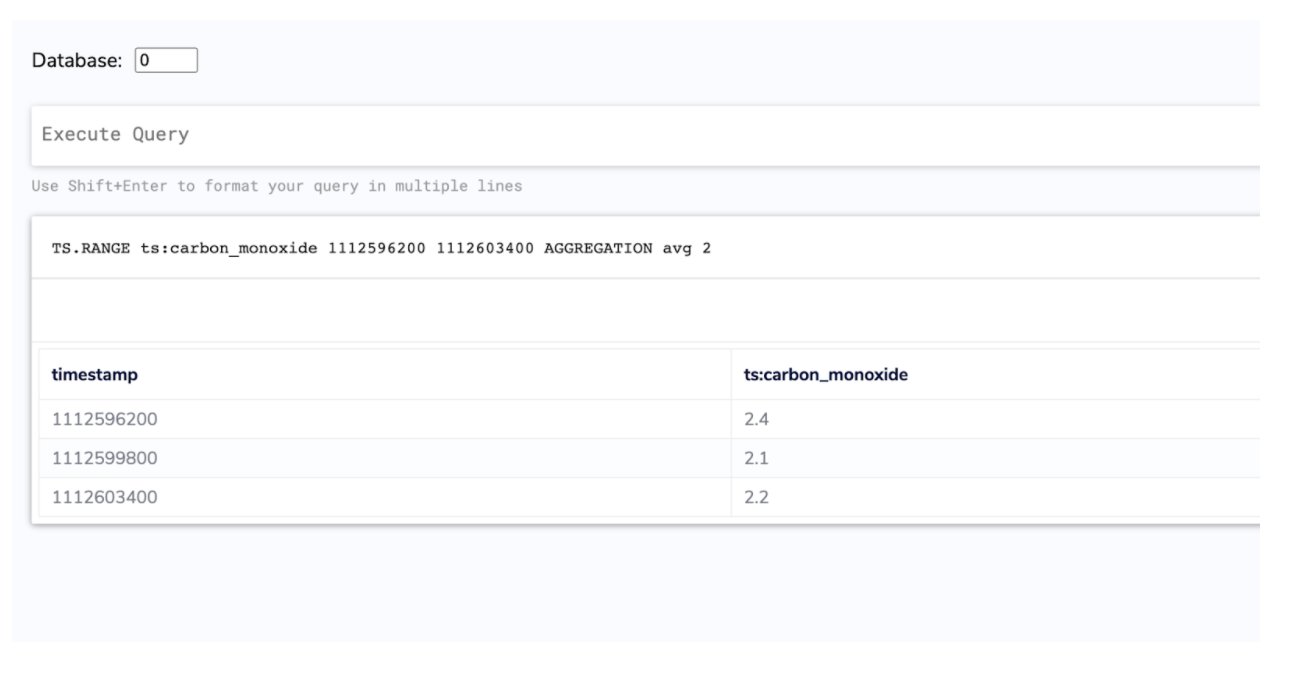 Database: 0
Execute Query
Use Shift+Enter to format your query in multiple lines
TS.RANGE ts:carbon_monoxide 1112596200 1112603400 AGGREGATION avg 2
timestamp ts:carbon_monoxide
1112596200 2.4
1112599800 2.1
1112603400 2.2